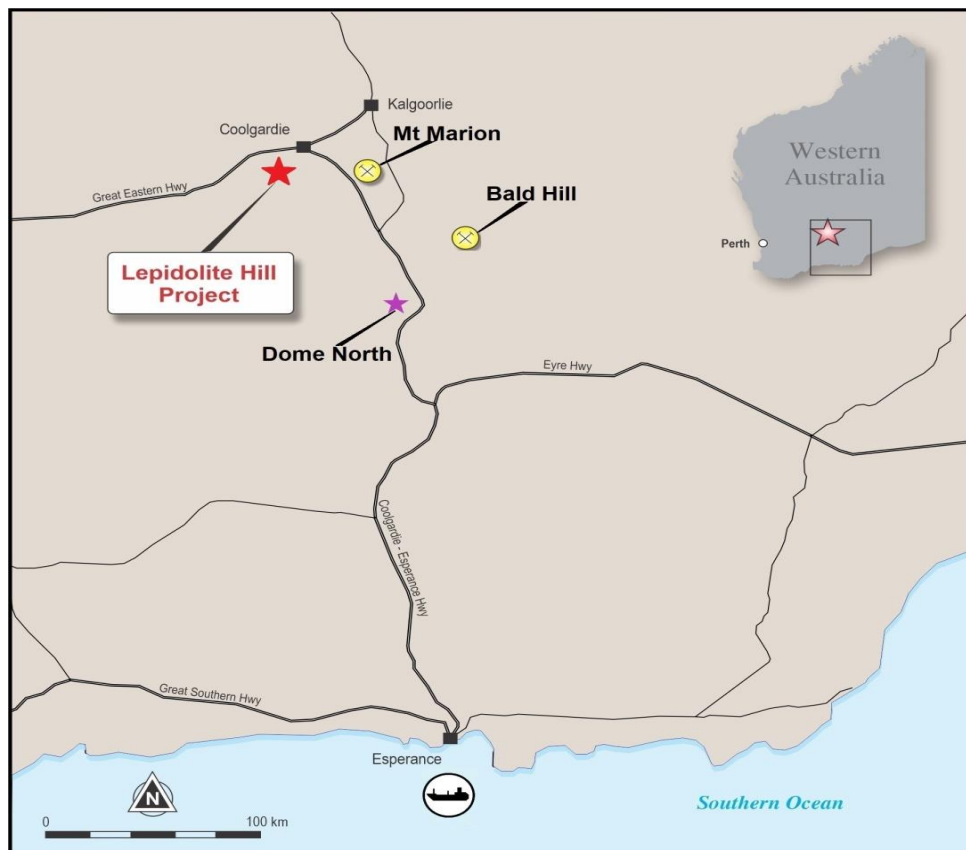 Kalgoorlie
Coolgardie
Mt Marion
Great Eastern Hwy
Bald Hill
Western
Australia
Perth
Lepidolite Hill
Project
Dome North
Eyre Hwy
Coolgardie - Esperance Hwy
Great Southern Hwy
Esperance
N
Southern Ocean
0 100 km